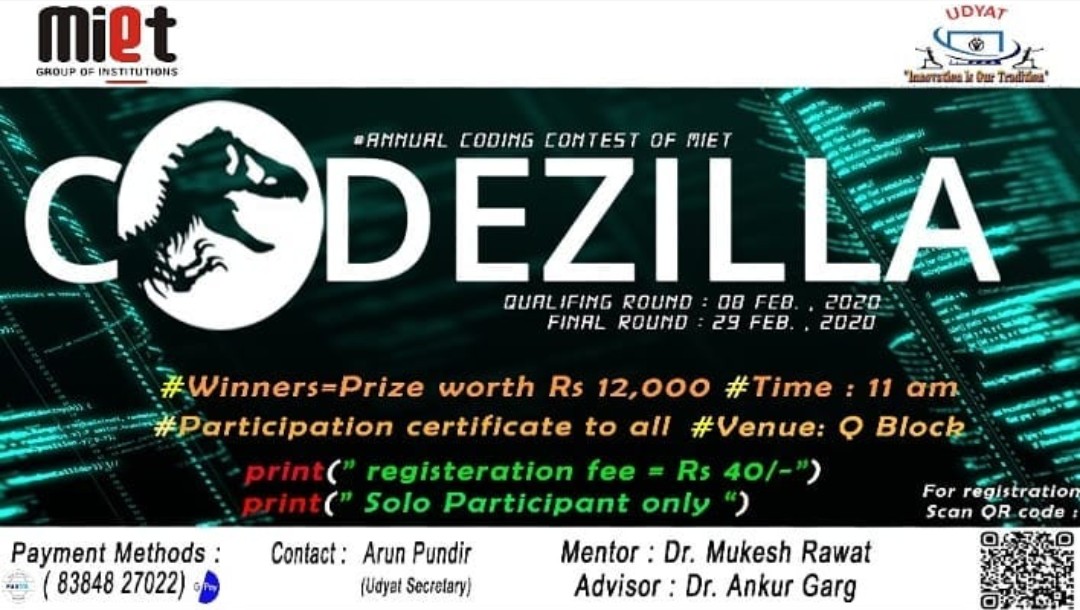 miet
GROUP OF INSTITUTIONS
UDYAT
"Innovation is Our Tradition"
#ANNUAL CODING CONTEST OF MIET
CODEZILLA
QUALIFING ROUND : 08 FEB. , 2020
FINAL ROUND : 29 FEB. , 2020
#Winners=Prize worth Rs 12,000 #Time : 11 am
#Participation certificate to all #Venue: Q Block
print(” registeration fee = Rs 40/-”)
print(” Solo Participant only “)
For registration
Scan QR code :
Payment Methods :
( 83848 27022) G Pay
Contact : Arun Pundir
(Udyat Secretary)
Mentor : Dr. Mukesh Rawat
Advisor : Dr. Ankur Garg